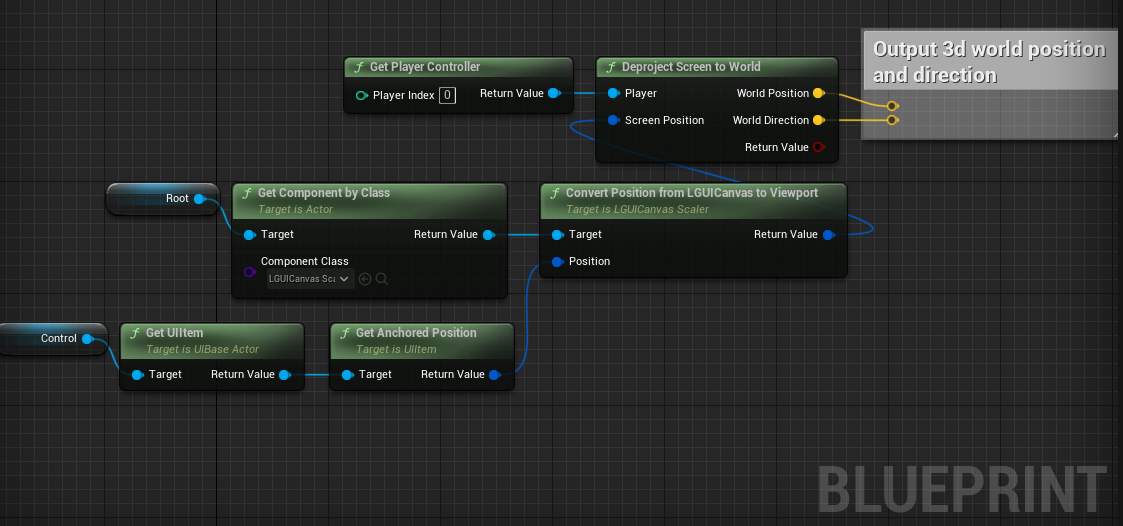 Output 3d world position
and direction
f Get Player Controller
Player Index 0
Return Value
f Deproject Screen to World
Player
World Position
Screen Position
World Direction
Return Value
Root
f Get Component by Class
Target is Actor
Target
Return Value
Component Class
LGUICanvas Sca
f Convert Position from LGUICanvas to Viewport
Target is LGUICanvas Scaler
Target
Return Value
Position
Control
f Get UIItem
Target is UIBase Actor
Target
Return Value
f Get Anchored Position
Target is UIItem
Target
Return Value
BLUEPRINT